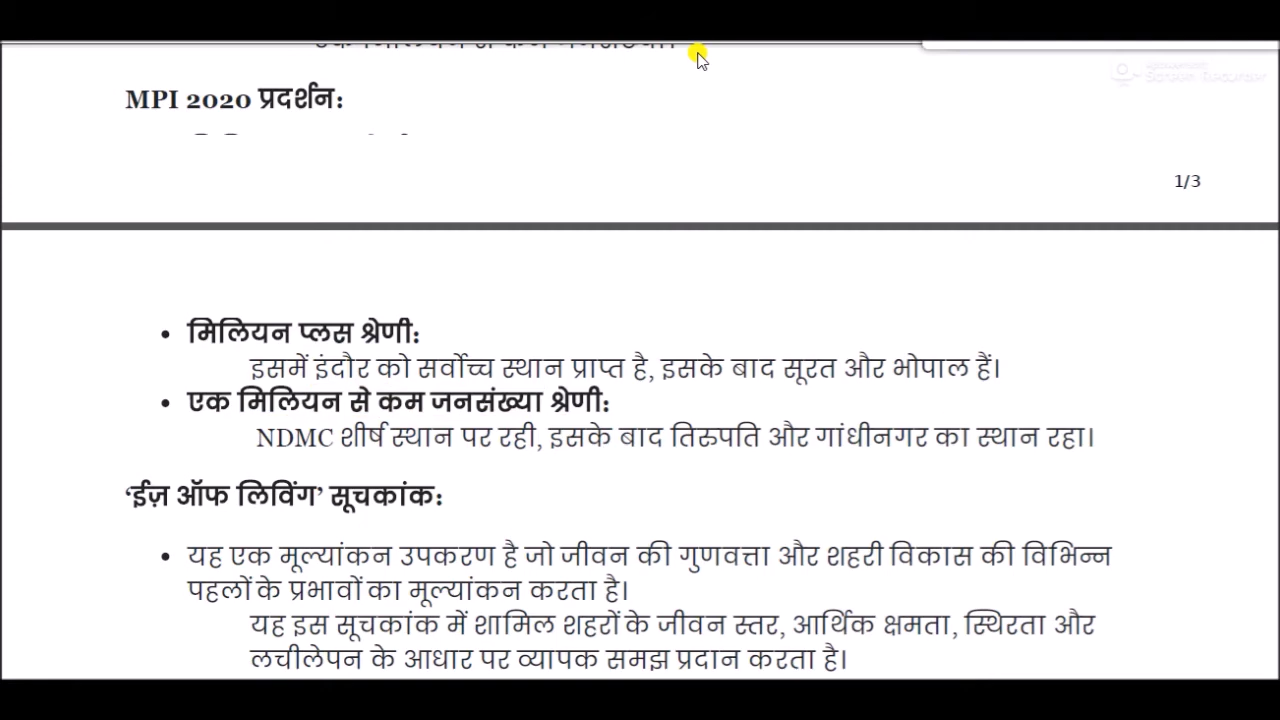 MPI 2020 प्रदर्शन:
1/3
• मिलियन प्लस श्रेणी:
इसमें इंदौर को सर्वोच्च स्थान प्राप्त है, इसके बाद सूरत और भोपाल हैं।
• एक मिलियन से कम जनसंख्या श्रेणी:
NDMC शीर्ष स्थान पर रही, इसके बाद तिरुपति और गांधीनगर का स्थान रहा।
‘ईज़ ऑफ लिविंग’ सूचकांक:
• यह एक मूल्यांकन उपकरण है जो जीवन की गुणवत्ता और शहरी विकास की विभिन्न
पहलों के प्रभावों का मूल्यांकन करता है।
यह इस सूचकांक में शामिल शहरों के जीवन स्तर, आर्थिक क्षमता, स्थिरता और
लचीलेपन के आधार पर व्यापक समझ प्रदान करता है।